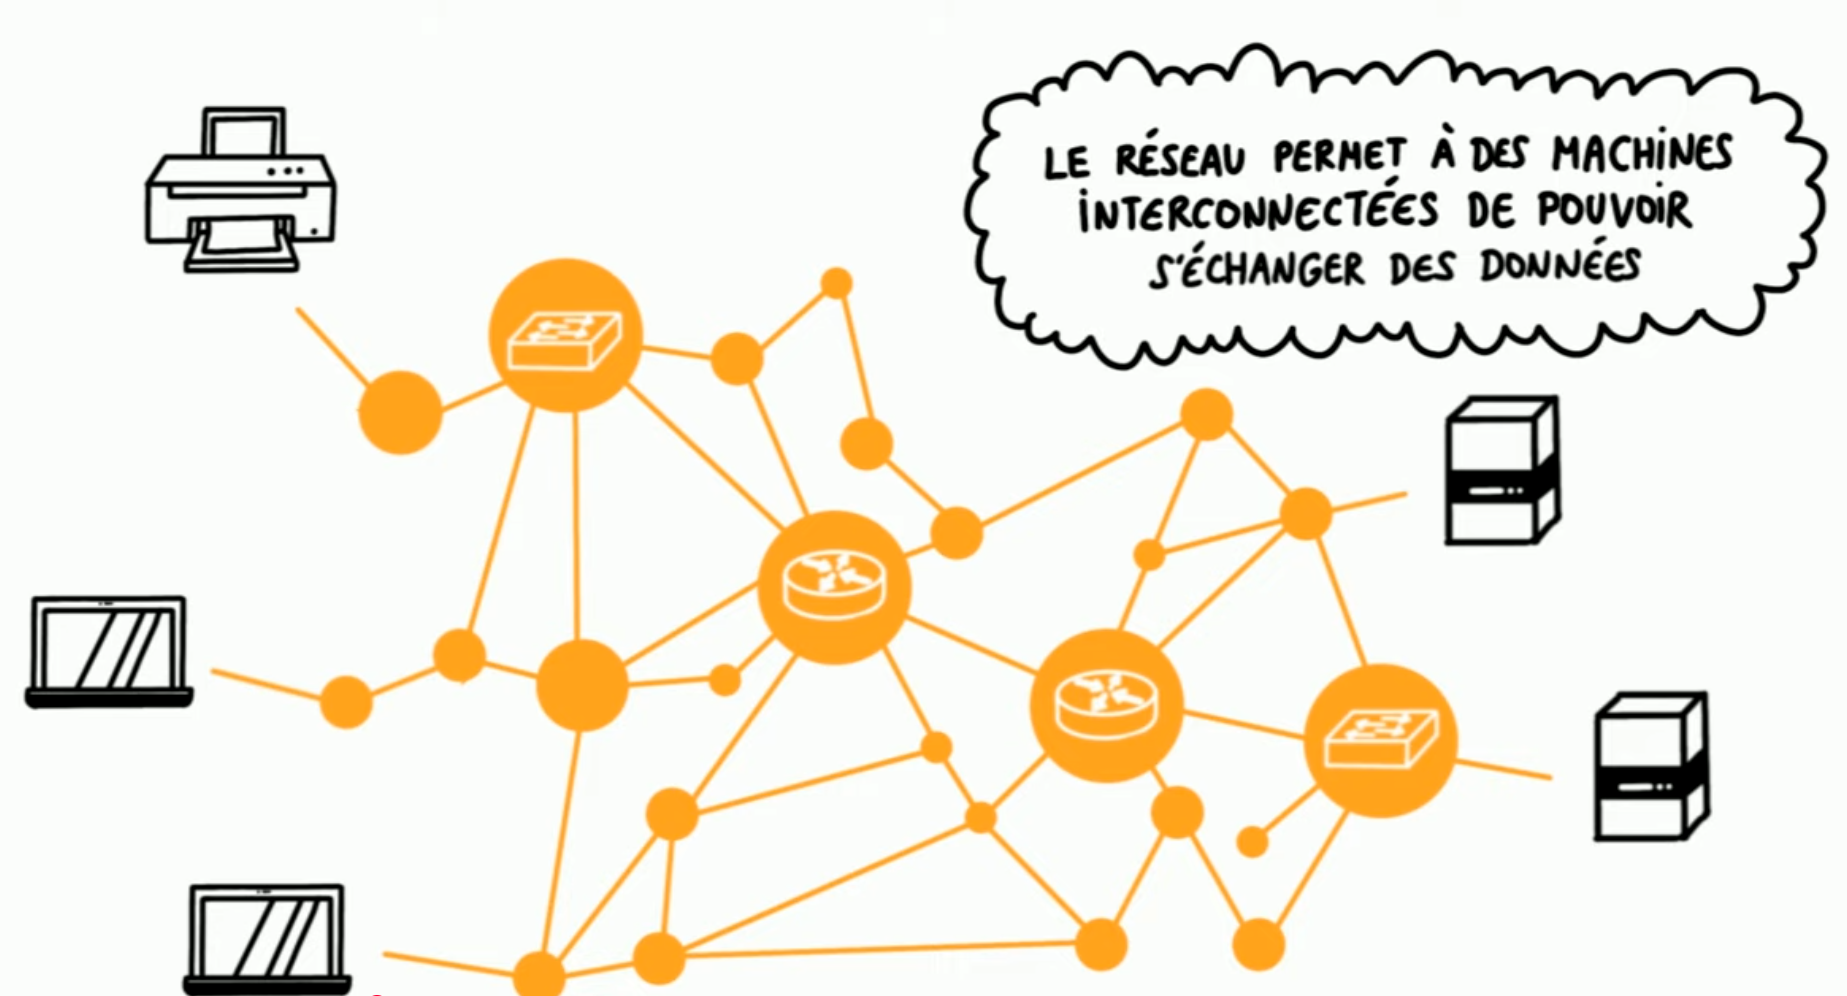 LE RÉSEAU PERMET À DES MACHINES
INTERCONNECTÉES DE POUVOIR
S'ÉCHANGER DES DONNÉES